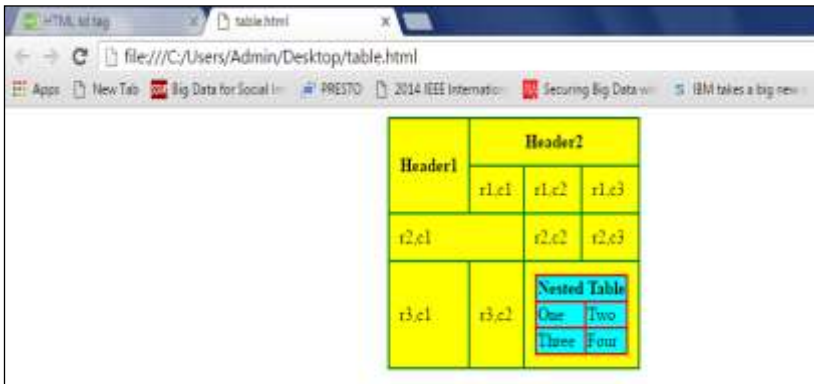 HTML td tag
table.html
file:///C:/Users/Admin/Desktop/table.html
Apps New Tab Big Data for Social In PRESTO 2014 IEEE Internation Securing Big Data w IBM takes a big new
Header1 Header2
r1,c1 r1,c2 r1,c3
r2,c1 r2,c2 r2,c3
r3,c1 r3,c2
Nested Table
One Two
Three Four